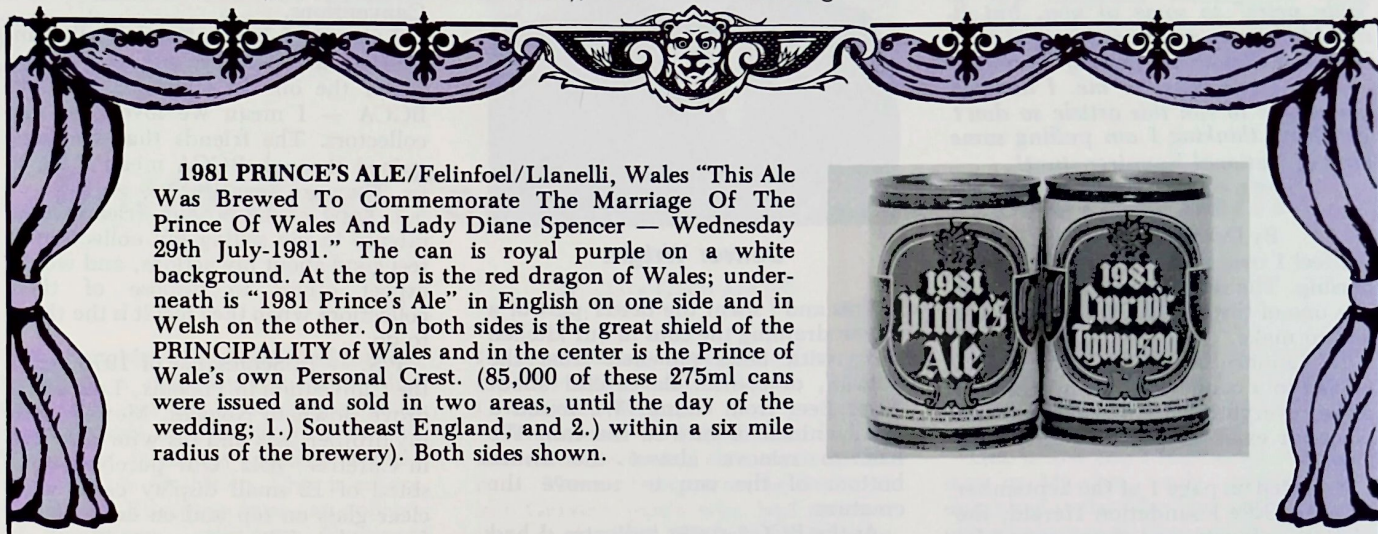 1981 PRINCE'S ALE/Felinfoel/Llanelli, Wales "This Ale
Was Brewed To Commemorate The Marriage Of The
Prince Of Wales And Lady Diane Spencer — Wednesday
29th July-1981." The can is royal purple on a white
background. At the top is the red dragon of Wales; under-
neath is "1981 Prince's Ale" in English on one side and in
Welsh on the other. On both sides is the great shield of the
PRINCIPALITY of Wales and in the center is the Prince of
Wale's own Personal Crest. (85,000 of these 275ml cans
were issued and sold in two areas, until the day of the
wedding; 1.) Southeast England, and 2.) within a six mile
radius of the brewery). Both sides shown.
1981
Prince's
Ale
1981
Cwrw
Tywysog